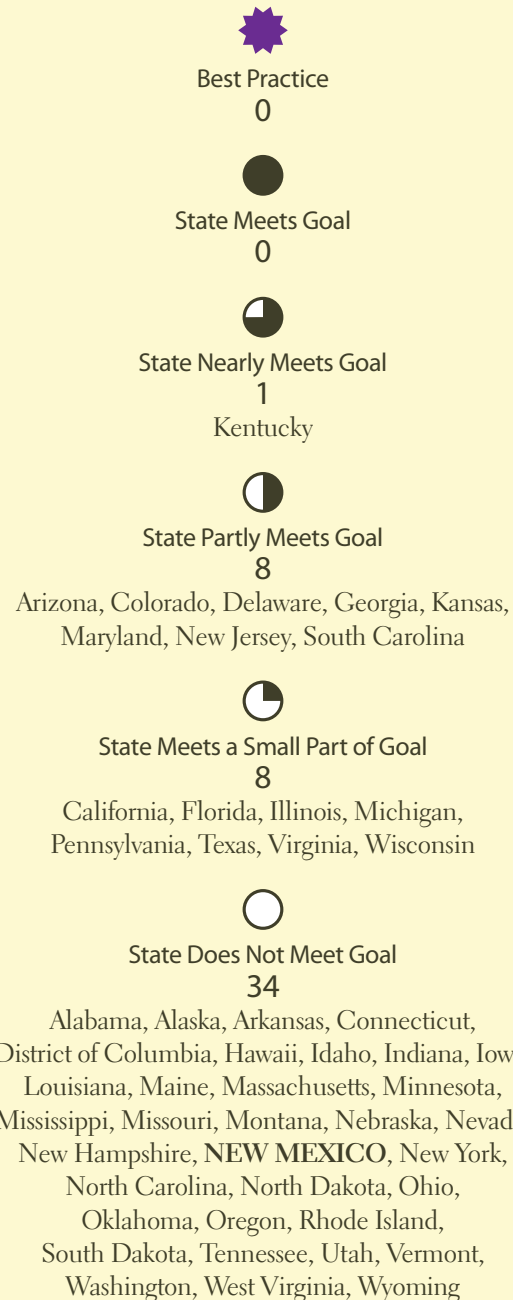 Best Practice
0
State Meets Goal
0
State Nearly Meets Goal
1
Kentucky
State Partly Meets Goal
8
Arizona, Colorado, Delaware, Georgia, Kansas,
Maryland, New Jersey, South Carolina
State Meets a Small Part of Goal
8
California, Florida, Illinois, Michigan,
Pennsylvania, Texas, Virginia, Wisconsin
State Does Not Meet Goal
34
Alabama, Alaska, Arkansas, Connecticut,
District of Columbia, Hawaii, Idaho, Indiana, Iow
Louisiana, Maine, Massachusetts, Minnesota,
Mississippi, Missouri, Montana, Nebraska, Nevad
New Hampshire, NEW MEXICO, New York,
North Carolina, North Dakota, Ohio,
Oklahoma, Oregon, Rhode Island,
South Dakota, Tennessee, Utah, Vermont,
Washington, West Virginia, Wyoming